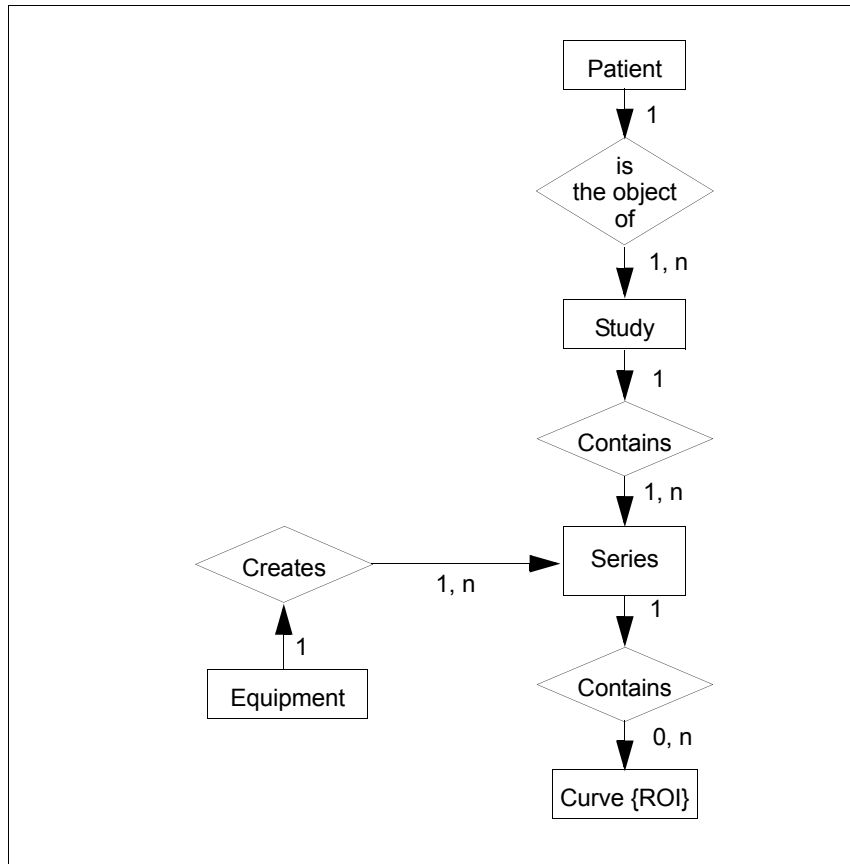 Patient
1
is
the object
of
1, n
Study
1
Contains
1, n
Creates
1, n
Series
1
1
Equipment
Contains
0, n
Curve {ROI}